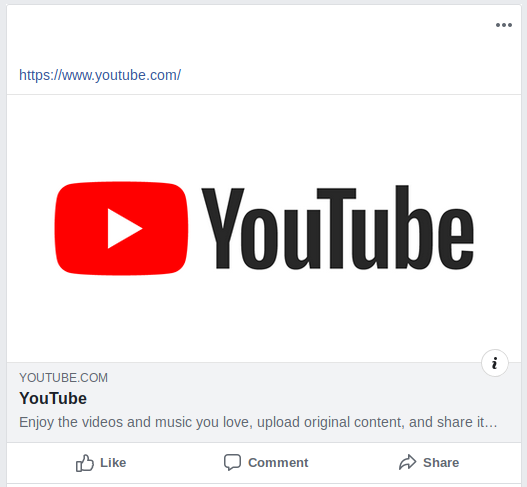 https://www.youtube.com/
YouTube
i
YOUTUBE.COM
YouTube
Enjoy the videos and music you love, upload original content, and share it…
Like Comment Share